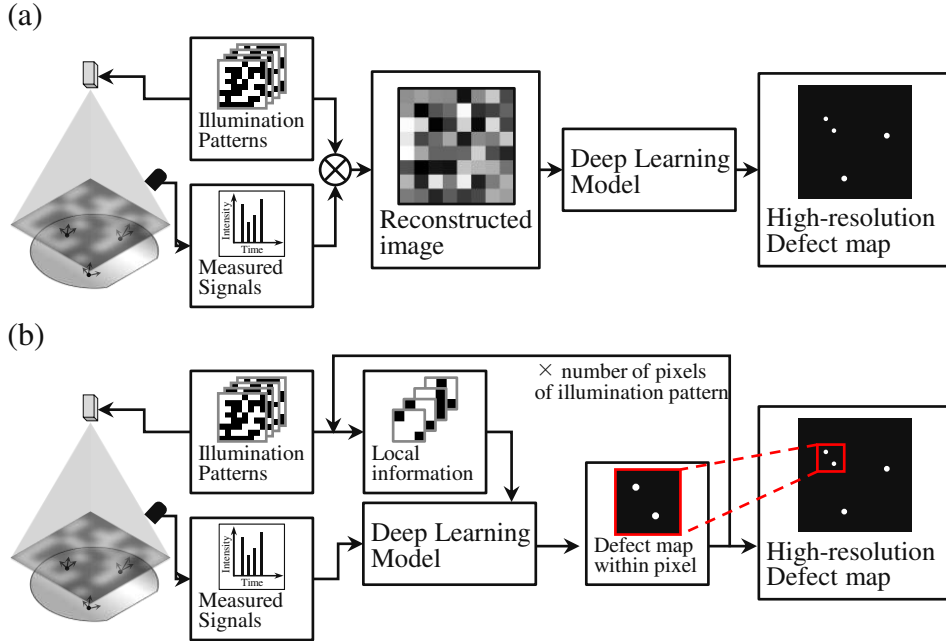 (a)
Illumination
Patterns
Intensity
Time
Measured
Signals
Reconstructed
image
Deep Learning
Model
High-resolution
Defect map
(b)
Illumination
Patterns
Local
information
× number of pixels
of illumination pattern
Intensity
Time
Measured
Signals
Deep Learning
Model
Defect map
within pixel
High-resolution
Defect map